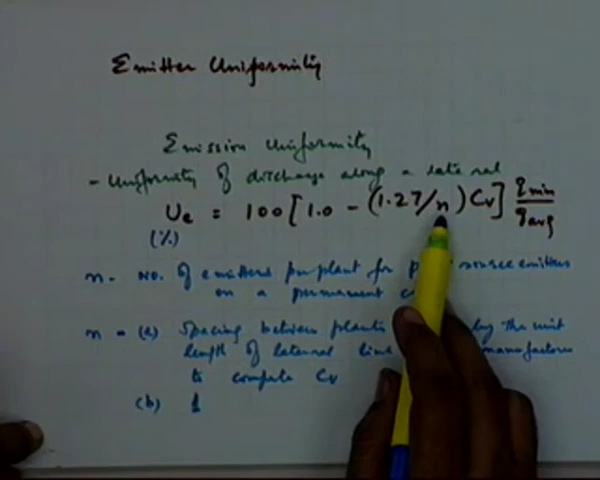 Emitter Uniformity
Emission Uniformity
- Uniformity of discharge along a lateral
Ue = 100 [1.0 - (1.27/n) Cv] qmin/qavg
(%)
n - No. of emitters per plant for source emitters
on a permanent
n - (a) Spacing between plants by the unit
length of lateral line manufacturer
to compute Cv
(b) 1